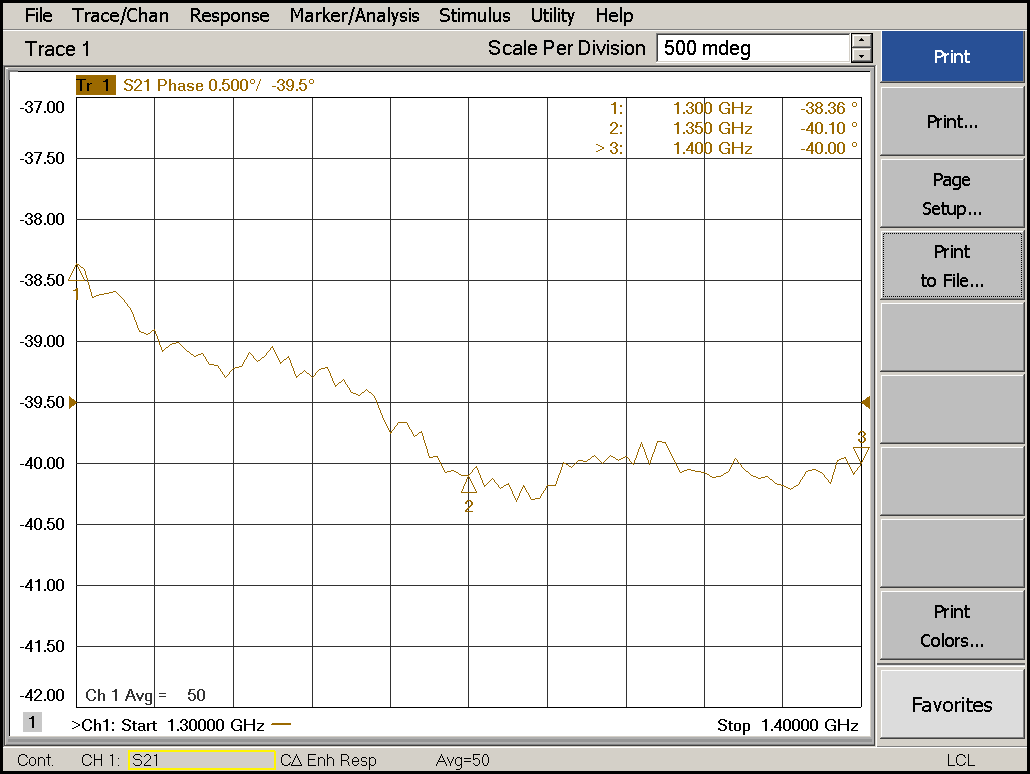 File Trace/Chan Response Marker/Analysis Stimulus Utility Help
Trace 1 Scale Per Division 500 mdeg
Print
Tr 1 S21 Phase 0.500°/ -39.5°
1: 1.300 GHz -38.36 °
2: 1.350 GHz -40.10 °
> 3: 1.400 GHz -40.00 °
-37.00
-37.50
-38.00
-38.50
-39.00
-39.50
-40.00
-40.50
-41.00
-41.50
-42.00
1
2
3
Ch 1 Avg = 50
1 >Ch1: Start 1.30000 GHz Stop 1.40000 GHz
Print...
Page
Setup...
Print
to File...
Print
Colors...
Favorites
Cont. CH 1: S21 CΔ Enh Resp Avg=50 LCL